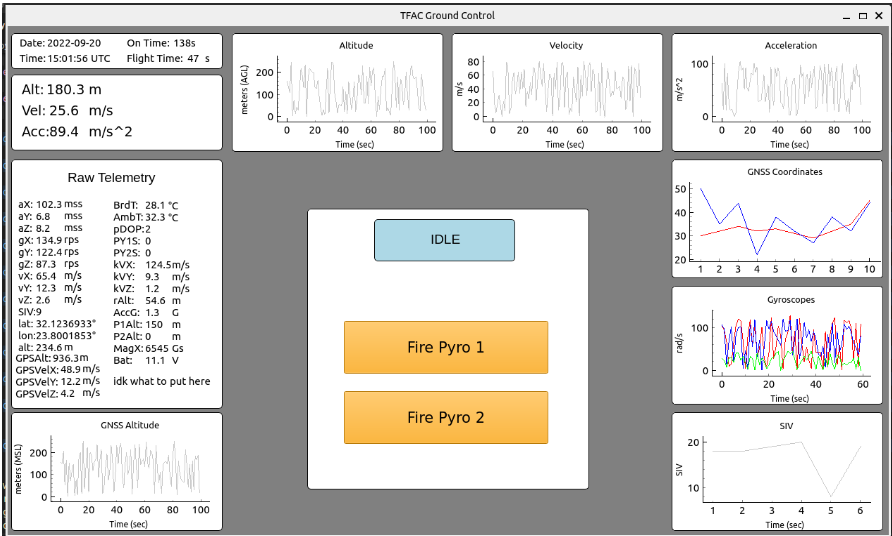 TFAC Ground Control
Date: 2022-09-20 On Time: 138s
Time: 15:01:56 UTC Flight Time: 47 s
Alt: 180.3 m
Vel: 25.6 m/s
Acc:89.4 m/s^2
Altitude
meters (AGL)
200
100
0
0 20 40 60 80 100
Time (sec)
Velocity
m/s
80
60
40
20
0
0 20 40 60 80 100
Time (sec)
Acceleration
m/s^2
100
0
0 20 40 60 80 100
Time (sec)
Raw Telemetry
aX: 102.3 mss
aY: 6.8 mss
aZ: 8.2 mss
gX: 134.9 rps
gY: 122.4 rps
gZ: 87.3 rps
vX: 65.4 m/s
vY: 12.3 m/s
vZ: 2.6 m/s
SIV:9
lat: 32.1236933°
lon:23.8001853°
alt: 234.6 m
GPSAlt: 936.3m
GPSVelX: 48.9 m/s
GPSVelY: 12.2 m/s
GPSVelZ: 4.2 m/s
BrdT: 28.1 °C
AmbT: 32.3 °C
pDOP:2
PY1S: 0
PY2S: 0
kVX: 124.5m/s
kVY: 9.3 m/s
kVZ: 1.2 m/s
rAlt: 54.6 m
AccG: 1.3 G
P1Alt: 150 m
P2Alt: 0 m
MagX: 6545 Gs
Bat: 11.1 V
idk what to put here
IDLE
Fire Pyro 1
Fire Pyro 2
GNSS Coordinates
50
40
30
20
1 2 3 4 5 6 7 8 9 10
Gyroscopes
rad/s
100
0
0 20 40 60
Time (sec)
GNSS Altitude
meters (MSL)
200
100
0
0 20 40 60 80 100
Time (sec)
SIV
SIV
20
10
1 2 3 4 5 6
Time (sec)